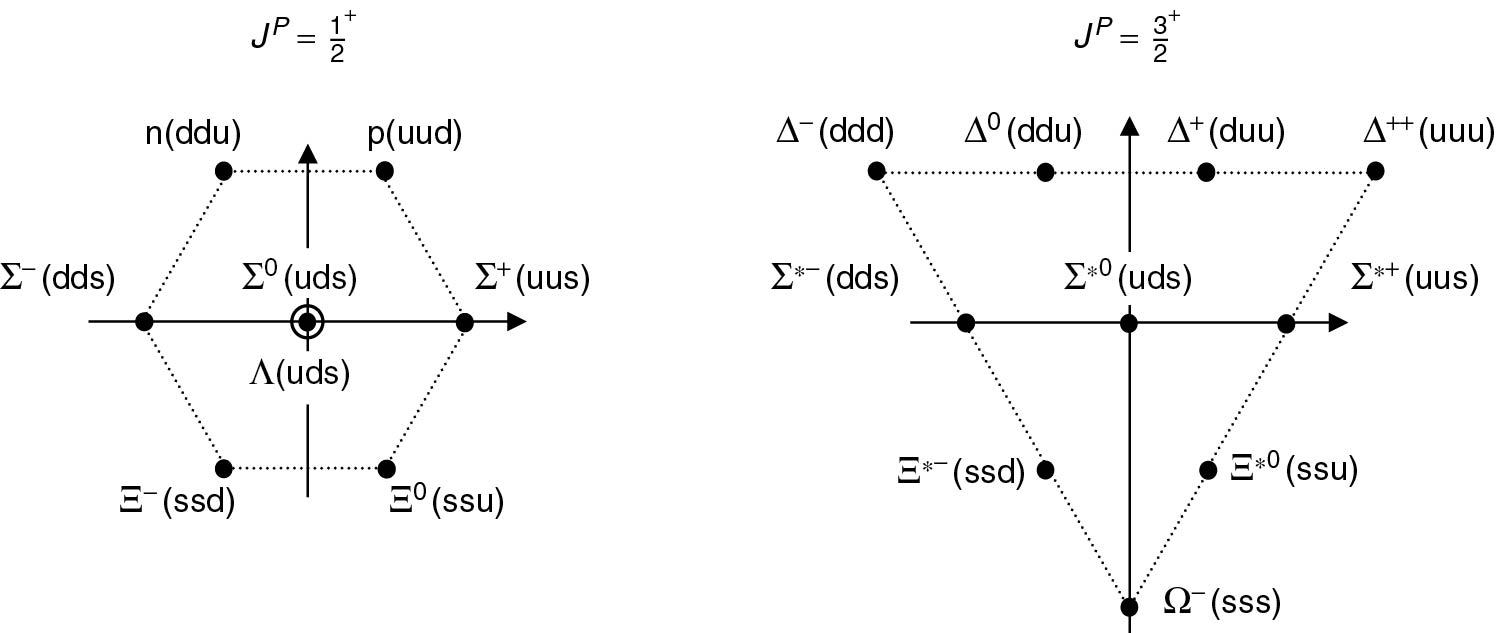 J^P = 1/2^+
n(ddu) p(uud)
Σ⁻(dds) Σ⁰(uds) Σ⁺(uus)
Λ(uds)
Ξ⁻(ssd) Ξ⁰(ssu)
J^P = 3/2^+
Δ⁻(ddd) Δ⁰(ddu) Δ⁺(duu) Δ⁺⁺(uuu)
Σ*⁻(dds) Σ*⁰(uds) Σ*⁺(uus)
Ξ*⁻(ssd) Ξ*⁰(ssu)
Ω⁻(sss)